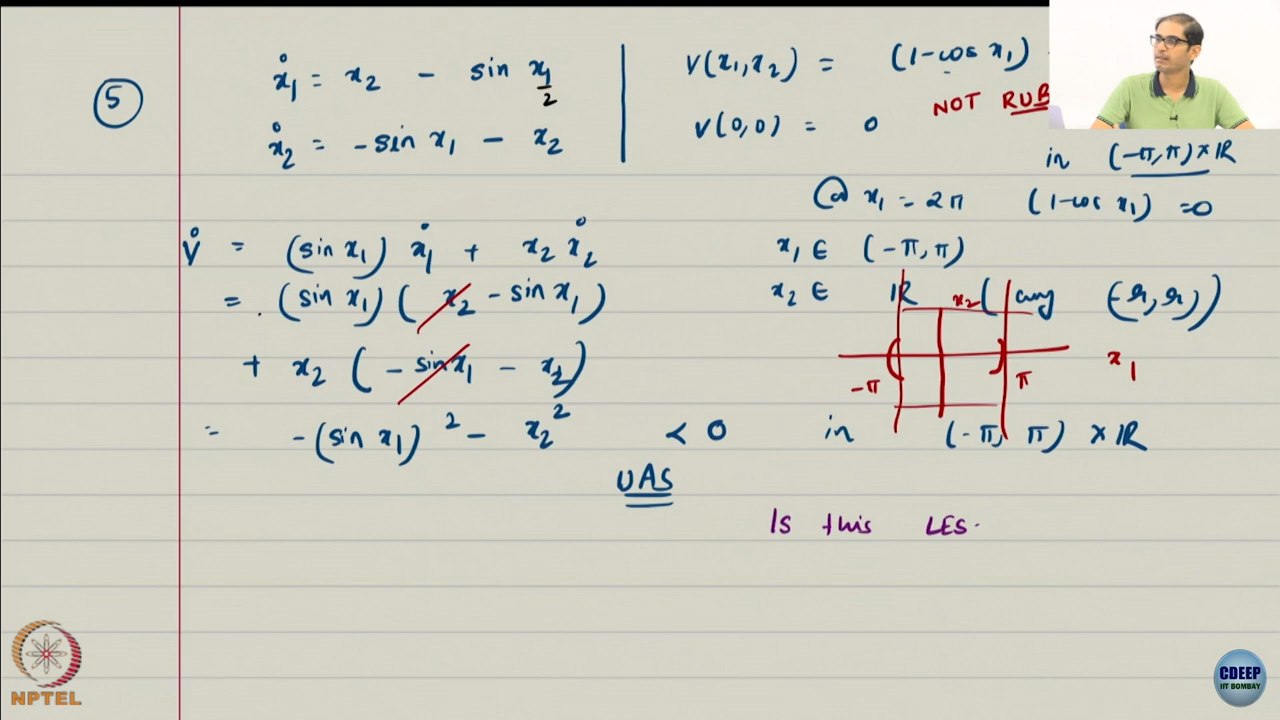 5
ẋ₁ = x₂ - sin x₁/2
ẋ₂ = -sin x₁ - x₂
V(x₁,x₂) = (1-cos x₁)
V(0,0) = 0
NOT RUB
in (-π,π)×ℝ
@ x₁ = 2π (1-cos x₁) = 0
V̇ = (sin x₁) ẋ₁ + x₂ ẋ₂
x₁ ∈ (-π,π)
= (sin x₁)(x₂ - sin x₁)
x₂ ∈ ℝ (any (-r,r))
x₂
+ x₂(-sin x₁ - x₂)
-π π x₁
= -(sin x₁)² - x₂² < 0 in (-π, π) × ℝ
UAS
Is this LES.
NPTEL
CDEEP
IIT BOMBAY